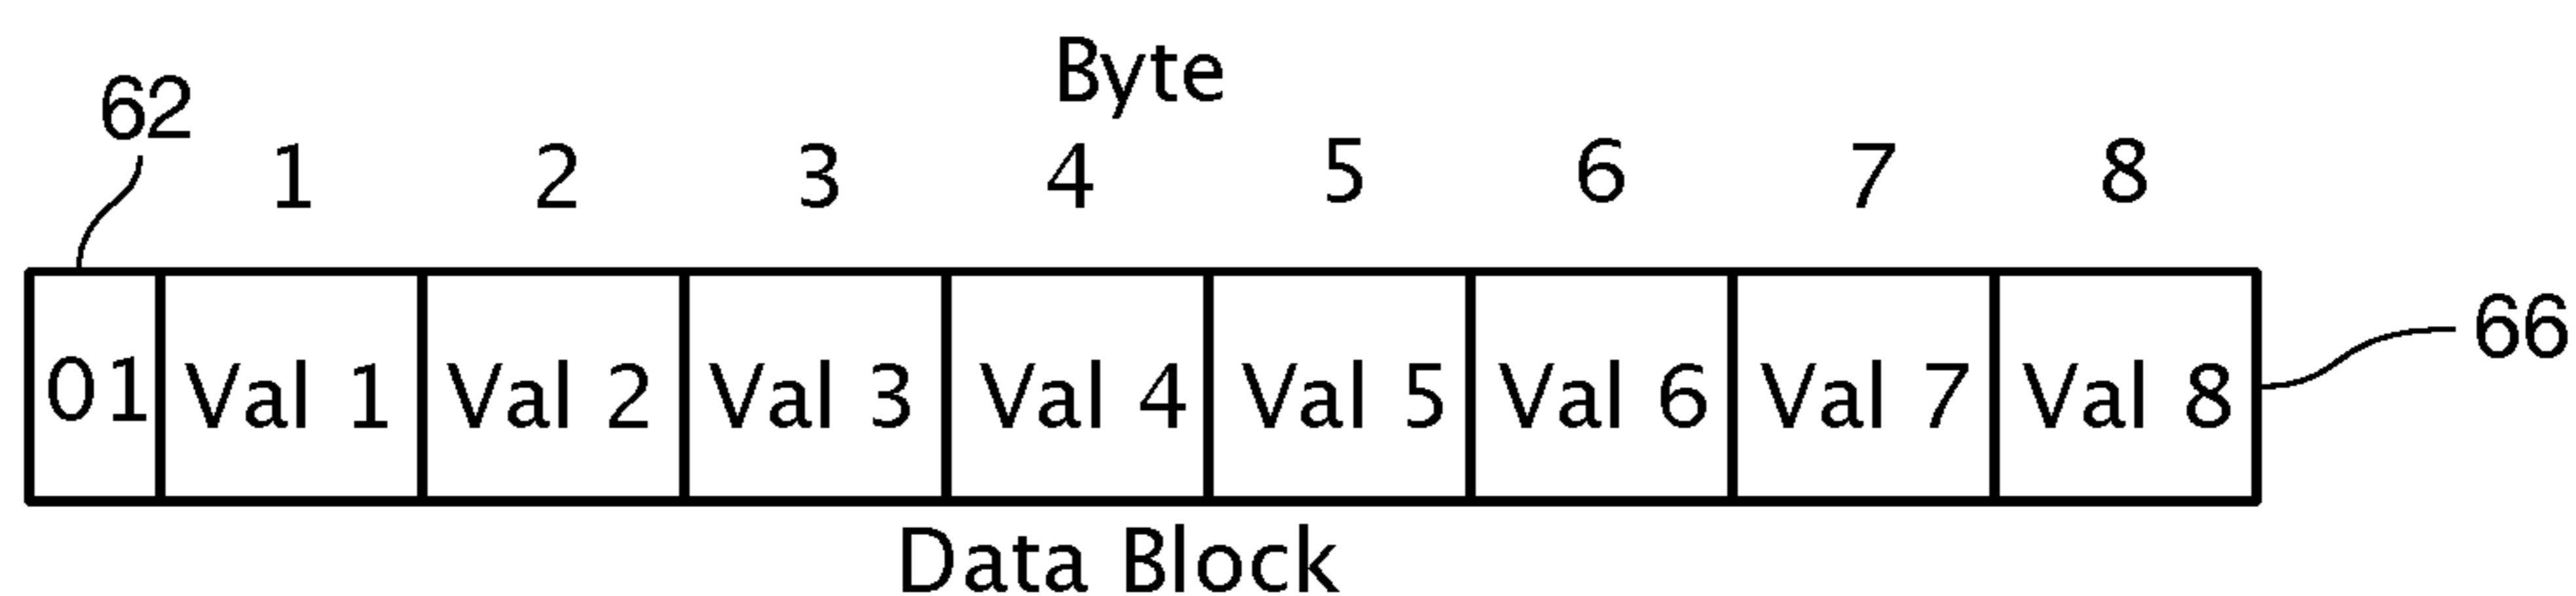 Byte
62 1 2 3 4 5 6 7 8
01 Val 1 Val 2 Val 3 Val 4 Val 5 Val 6 Val 7 Val 8 66
Data Block